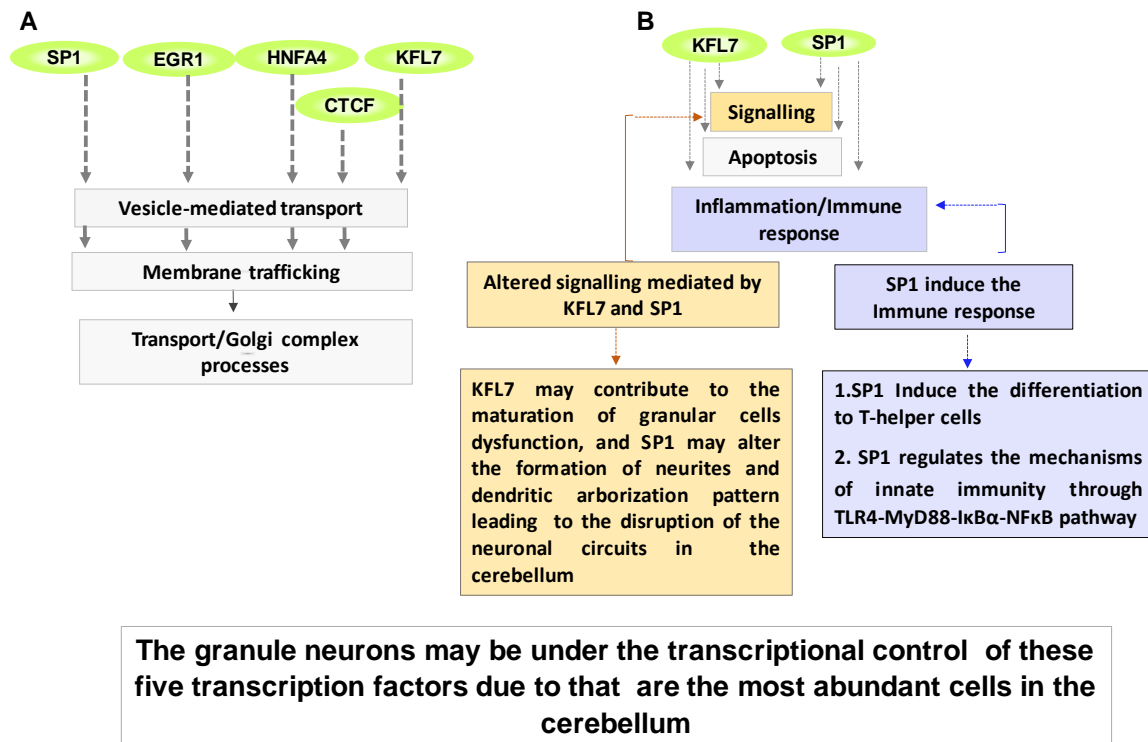 A
SP1
EGR1
HNFA4
KFL7
CTCF
Vesicle-mediated transport
Membrane trafficking
Transport/Golgi complex
processes
B
KFL7
SP1
Signalling
Apoptosis
Inflammation/Immune
response
Altered signalling mediated by
KFL7 and SP1
KFL7 may contribute to the
maturation of granular cells
dysfunction, and SP1 may alter
the formation of neurites and
dendritic arborization pattern
leading to the disruption of the
neuronal circuits in the
cerebellum
SP1 induce the
Immune response
1.SP1 Induce the differentiation
to T-helper cells
2. SP1 regulates the mechanisms
of innate immunity through
TLR4-MyD88-IκBα-NFκB pathway
The granule neurons may be under the transcriptional control of these
five transcription factors due to that are the most abundant cells in the
cerebellum